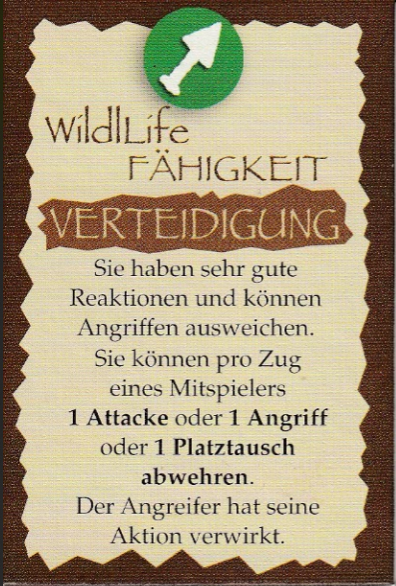 WildLife
FÄHIGKEIT
VERTEIDIGUNG
Sie haben sehr gute
Reaktionen und können
Angriffen ausweichen.
Sie können pro Zug
eines Mitspielers
1 Attacke oder 1 Angriff
oder 1 Platztausch
abwehren.
Der Angreifer hat seine
Aktion verwirkt.